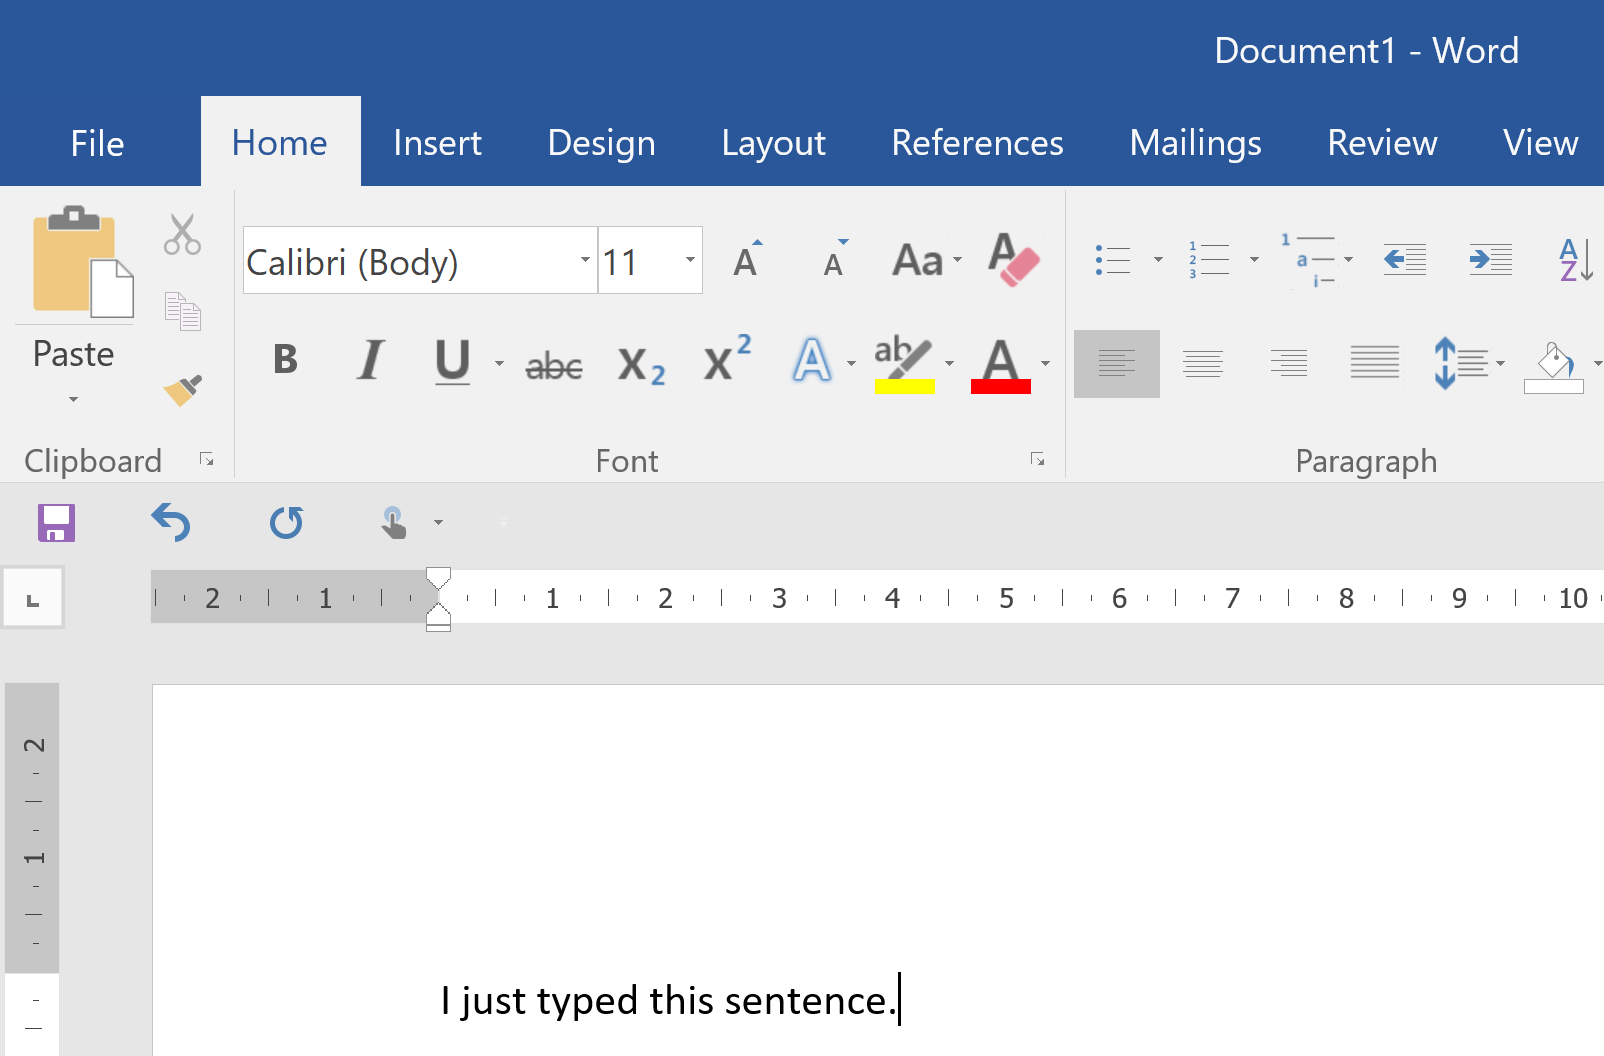 Document1 - Word
File Home Insert Design Layout References Mailings Review View
Calibri (Body) 11 A A Aa A A Z
Paste B I U abc X2 X2 A ab A
Clipboard Font Paragraph
2 1 1 2 3 4 5 6 7 8 9 10
2
1
I just typed this sentence.